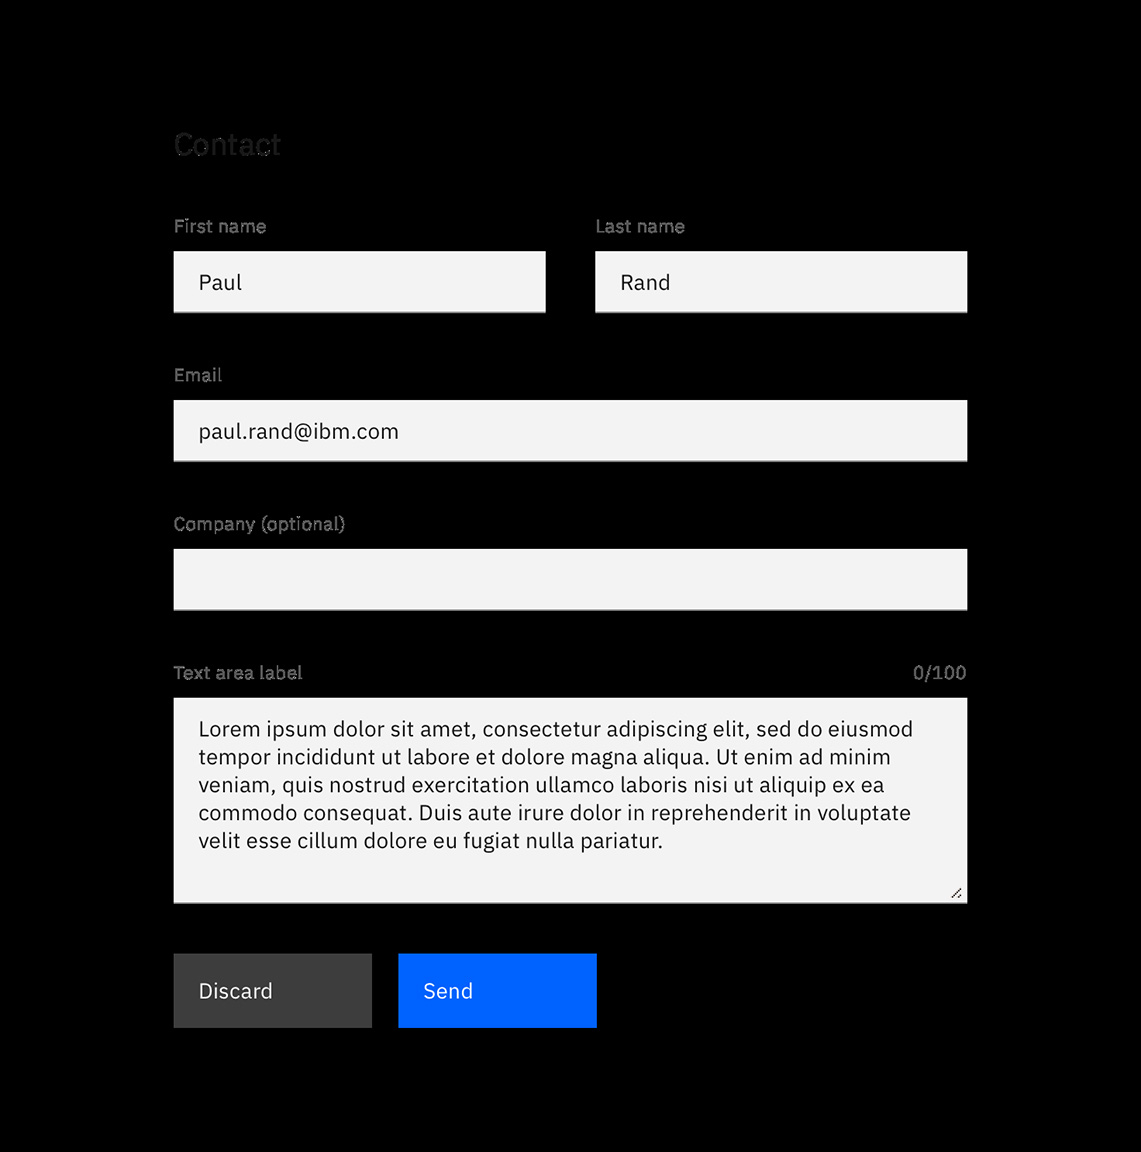 Contact
First name
Last name
Paul
Rand
Email
paul.rand@ibm.com
Company (optional)
Text area label
0/100
Lorem ipsum dolor sit amet, consectetur adipiscing elit, sed do eiusmod
tempor incididunt ut labore et dolore magna aliqua. Ut enim ad minim
veniam, quis nostrud exercitation ullamco laboris nisi ut aliquip ex ea
commodo consequat. Duis aute irure dolor in reprehenderit in voluptate
velit esse cillum dolore eu fugiat nulla pariatur.
Discard
Send